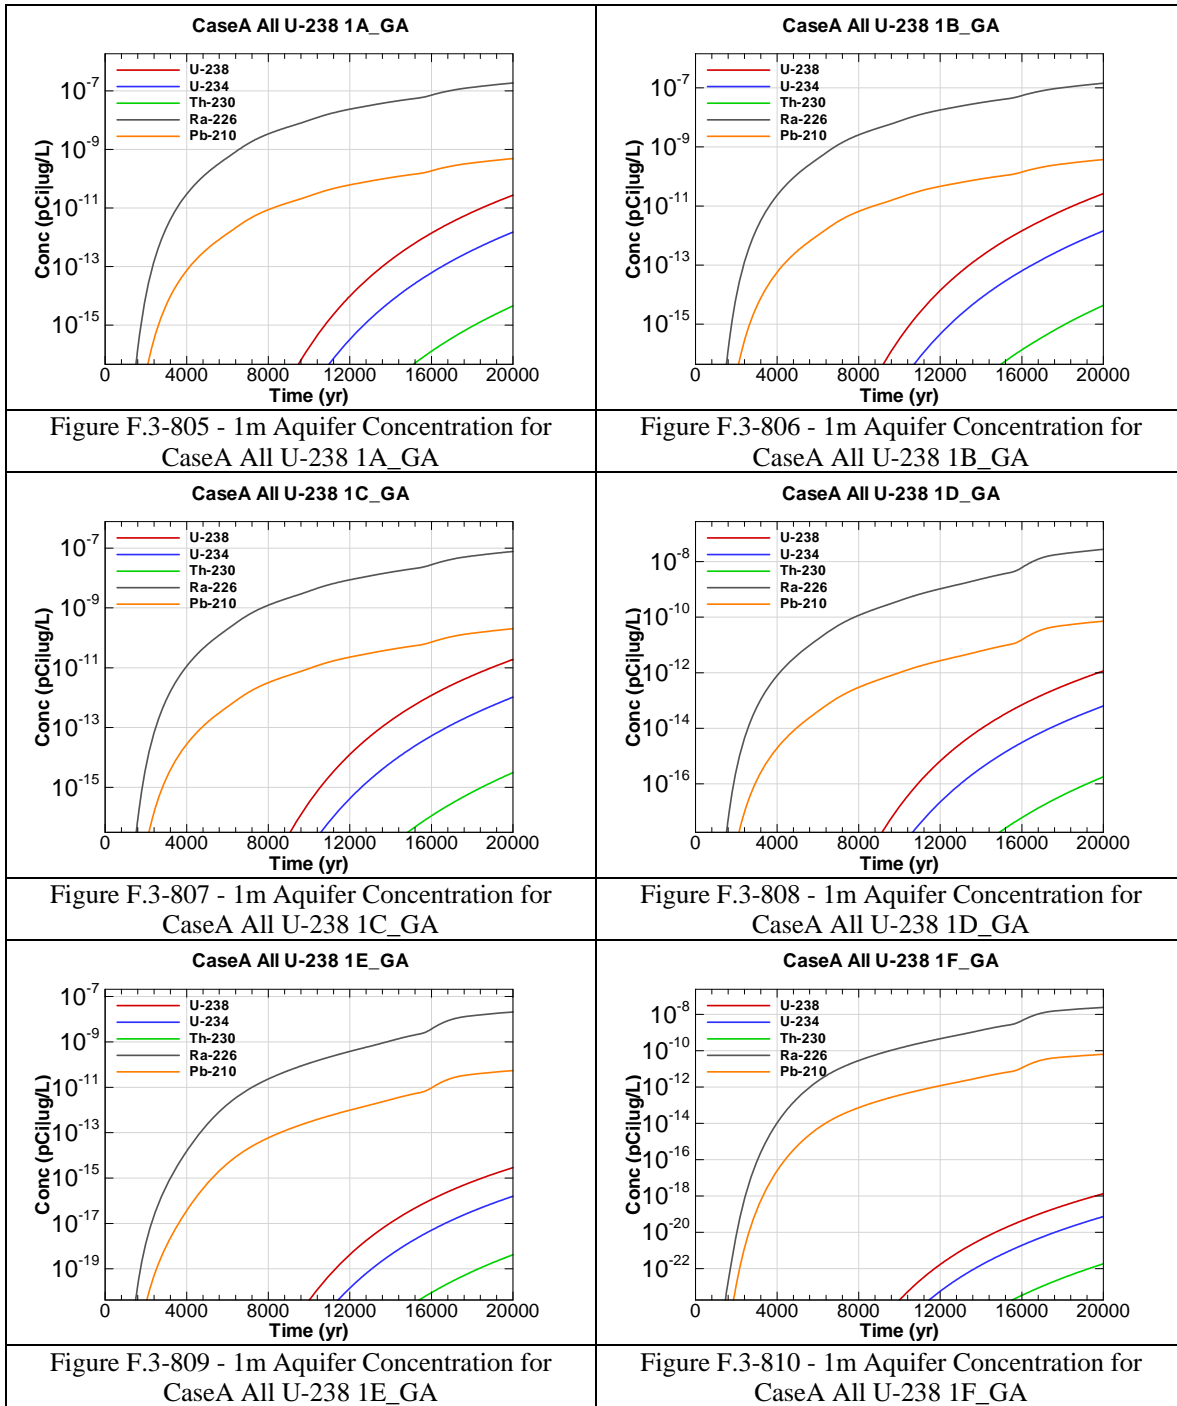 CaseA All U-238 1A_GA
Conc (pCi|ug/L)
10-7
10-9
10-11
10-13
10-15
U-238
U-234
Th-230
Ra-226
Pb-210
0 4000 8000 12000 16000 20000
Time (yr)
Figure F.3-805 - 1m Aquifer Concentration for
CaseA All U-238 1A_GA
CaseA All U-238 1B_GA
Conc (pCi|ug/L)
10-7
10-9
10-11
10-13
10-15
U-238
U-234
Th-230
Ra-226
Pb-210
0 4000 8000 12000 16000 20000
Time (yr)
Figure F.3-806 - 1m Aquifer Concentration for
CaseA All U-238 1B_GA
CaseA All U-238 1C_GA
Conc (pCi|ug/L)
10-7
10-9
10-11
10-13
10-15
U-238
U-234
Th-230
Ra-226
Pb-210
0 4000 8000 12000 16000 20000
Time (yr)
Figure F.3-807 - 1m Aquifer Concentration for
CaseA All U-238 1C_GA
CaseA All U-238 1D_GA
Conc (pCi|ug/L)
10-8
10-10
10-12
10-14
10-16
U-238
U-234
Th-230
Ra-226
Pb-210
0 4000 8000 12000 16000 20000
Time (yr)
Figure F.3-808 - 1m Aquifer Concentration for
CaseA All U-238 1D_GA
CaseA All U-238 1E_GA
Conc (pCi|ug/L)
10-7
10-9
10-11
10-13
10-15
10-17
10-19
U-238
U-234
Th-230
Ra-226
Pb-210
0 4000 8000 12000 16000 20000
Time (yr)
Figure F.3-809 - 1m Aquifer Concentration for
CaseA All U-238 1E_GA
CaseA All U-238 1F_GA
Conc (pCi|ug/L)
10-8
10-10
10-12
10-14
10-16
10-18
10-20
10-22
U-238
U-234
Th-230
Ra-226
Pb-210
0 4000 8000 12000 16000 20000
Time (yr)
Figure F.3-810 - 1m Aquifer Concentration for
CaseA All U-238 1F_GA